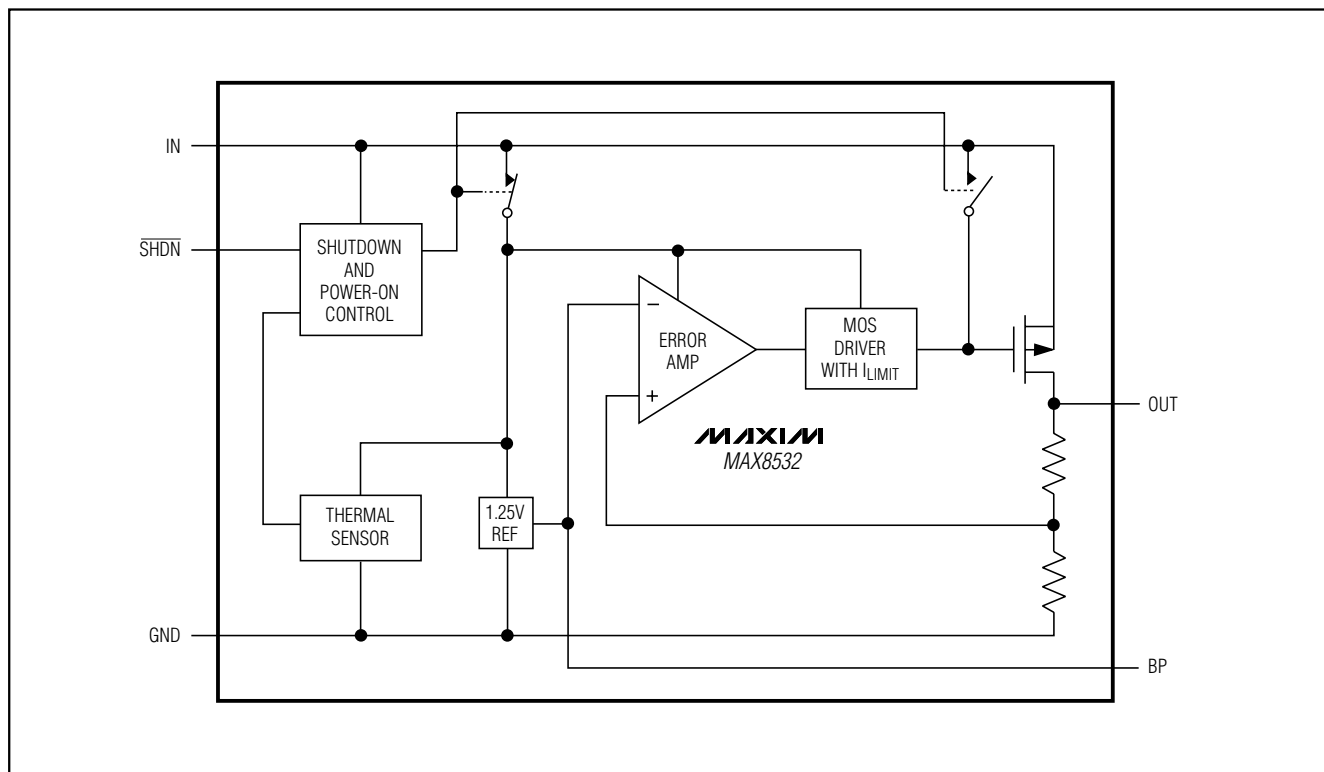 IN
SHDN
SHUTDOWN
AND
POWER-ON
CONTROL
ERROR
AMP
−
+
MOS
DRIVER
WITH ILIMIT
OUT
MAXIM
MAX8532
THERMAL
SENSOR
1.25V
REF
GND
BP